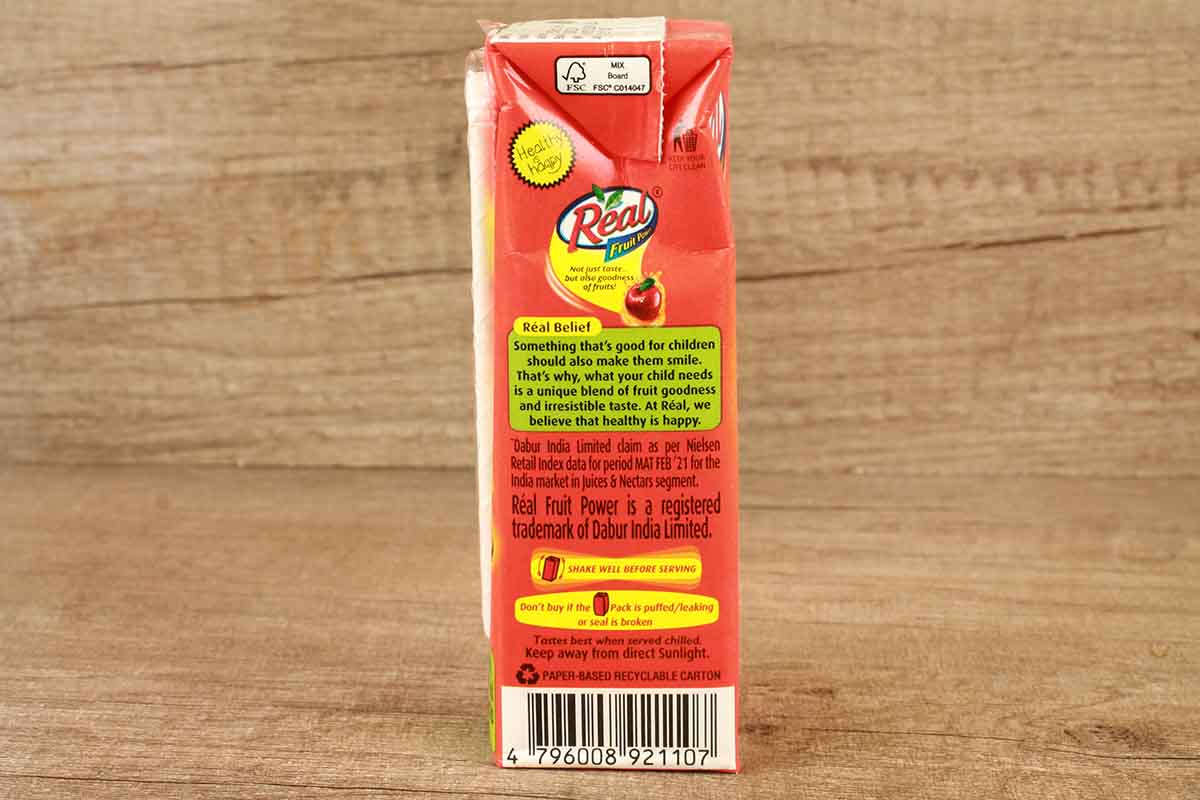 MIX
Board
FSC
FSC® C014047
Healthy
is
happy
KEEP YOUR
CITY CLEAN
Réal®
Fruit Power
Not just taste...
but also goodness
of fruits!
Réal Belief
Something that's good for children
should also make them smile.
That's why, what your child needs
is a unique blend of fruit goodness
and irresistible taste. At Réal, we
believe that healthy is happy.
Dabur India Limited claim as per Nielsen
Retail Index data for period MAT FEB '21 for the
India market in Juices & Nectars segment.
Réal Fruit Power is a registered
trademark of Dabur India Limited.
SHAKE WELL BEFORE SERVING
Don't buy if the Pack is puffed/leaking
or seal is broken
Tastes best when served chilled.
Keep away from direct Sunlight.
PAPER-BASED RECYCLABLE CARTON
4 796008 921107